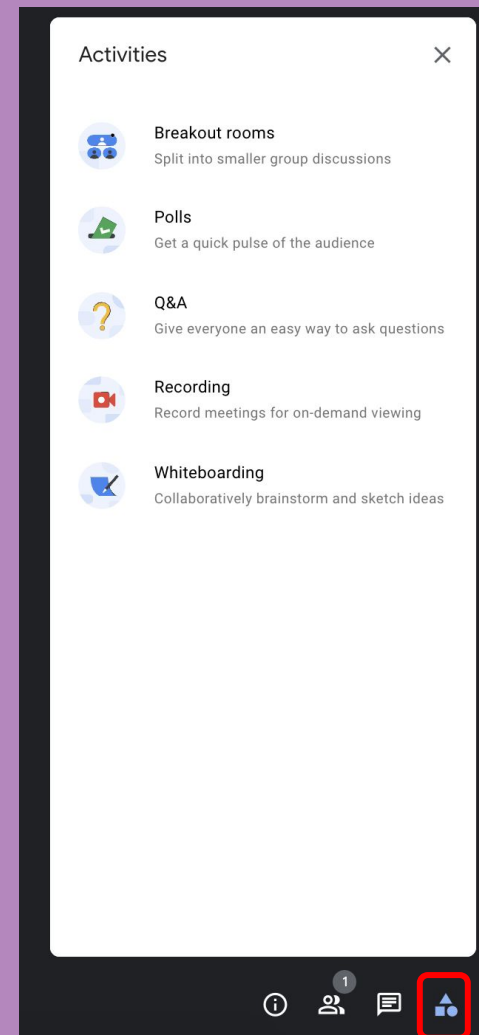 Activities
Breakout rooms
Split into smaller group discussions
Polls
Get a quick pulse of the audience
Q&A
Give everyone an easy way to ask questions
Recording
Record meetings for on-demand viewing
Whiteboarding
Collaboratively brainstorm and sketch ideas
1